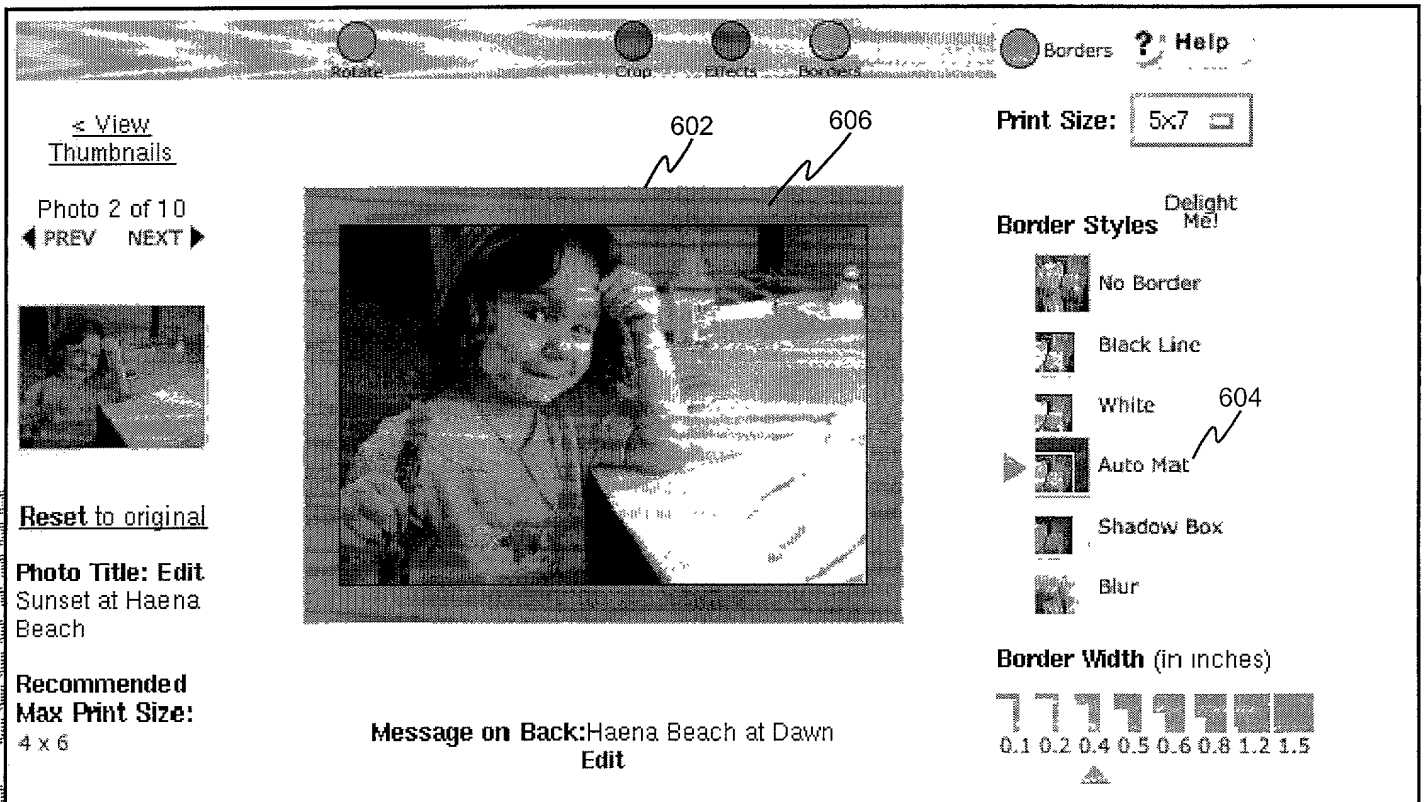 Rotate
Crop
Effects
Borders
Borders
? Help
< View
Thumbnails
Photo 2 of 10
PREV NEXT
Reset to original
Photo Title: Edit
Sunset at Haena
Beach
Recommended
Max Print Size:
4 x 6
602
606
Message on Back:Haena Beach at Dawn
Edit
Print Size: 5x7
Delight
Me!
Border Styles
No Border
Black Line
White
604
Auto Mat
Shadow Box
Blur
Border Width (in inches)
0.1 0.2 0.4 0.5 0.6 0.8 1.2 1.5